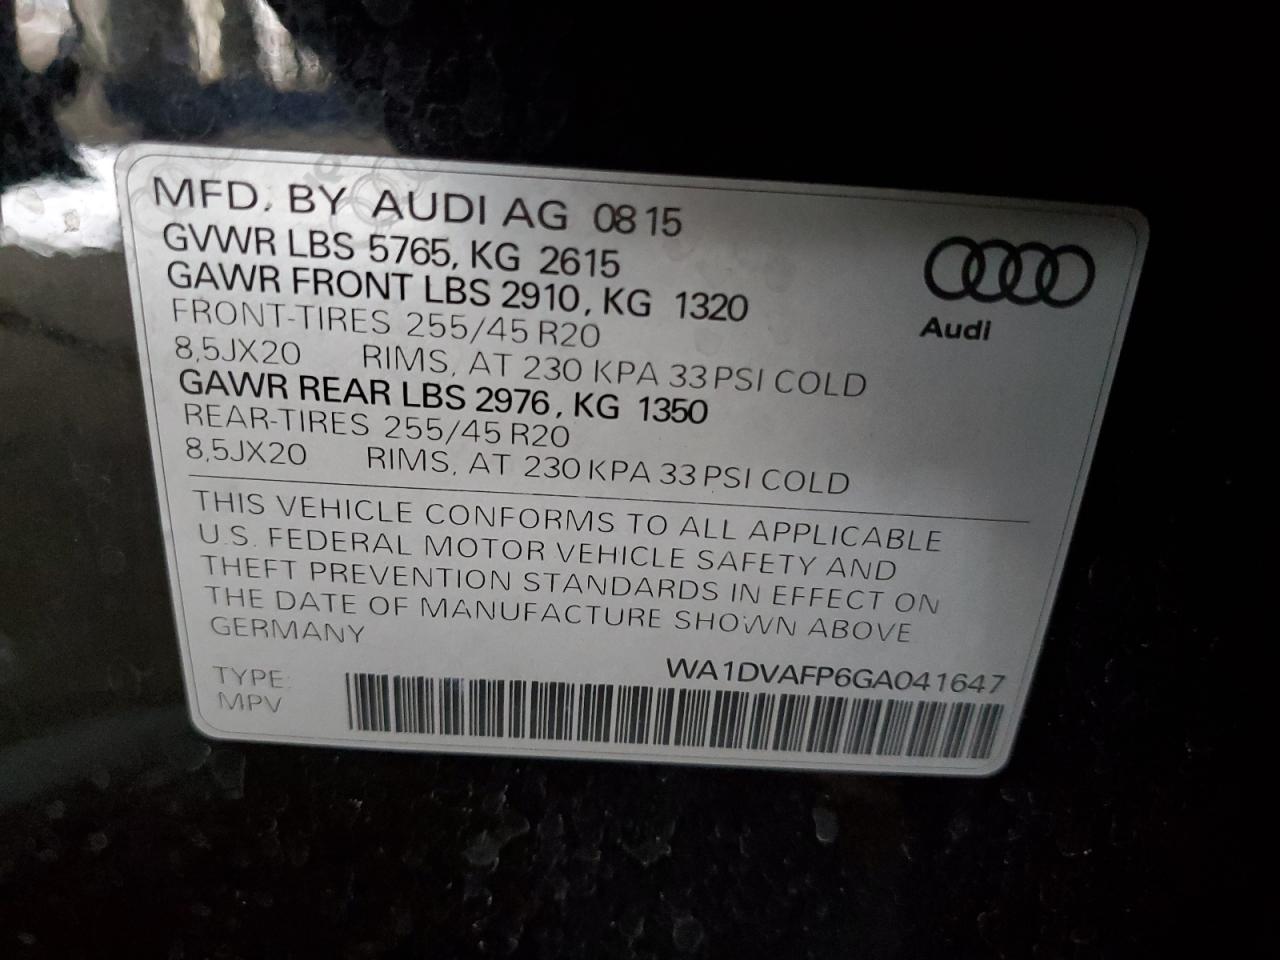 MFD. BY AUDI AG 08 15
GVWR LBS 5765, KG 2615
GAWR FRONT LBS 2910, KG 1320
FRONT-TIRES 255/45 R20
8,5JX20 RIMS, AT 230 KPA 33 PSI COLD
GAWR REAR LBS 2976, KG 1350
REAR-TIRES 255/45 R20
8,5JX20 RIMS, AT 230 KPA 33 PSI COLD
Audi
THIS VEHICLE CONFORMS TO ALL APPLICABLE
U.S. FEDERAL MOTOR VEHICLE SAFETY AND
THEFT PREVENTION STANDARDS IN EFFECT ON
THE DATE OF MANUFACTURE SHOWN ABOVE
GERMANY
WA1DVAFP6GA041647
TYPE:
MPV